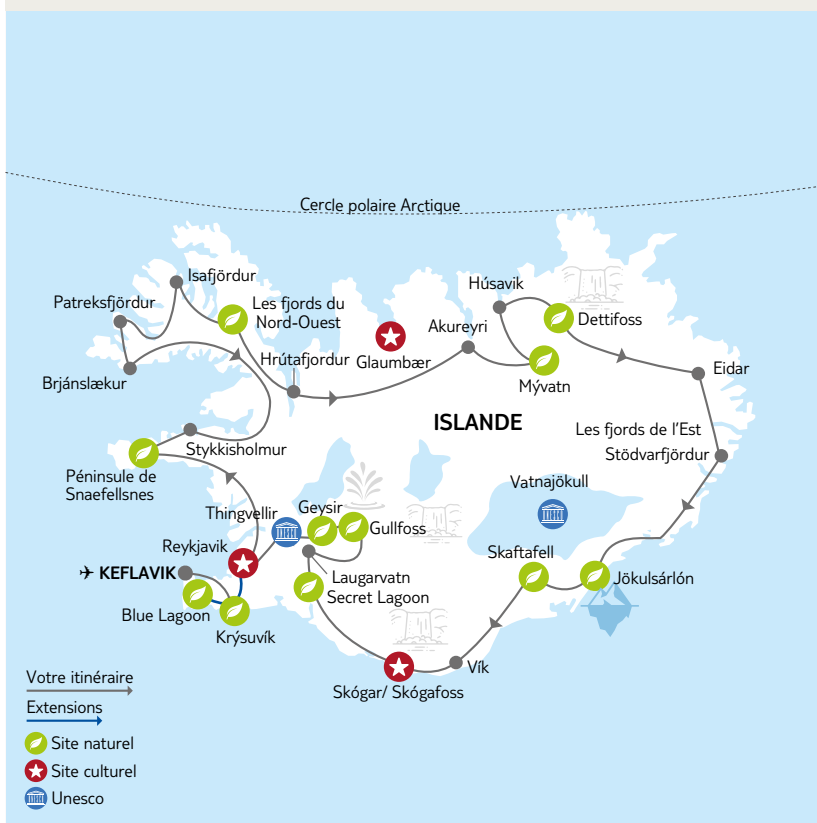 Cercle polaire Arctique
Isafjördur
Patreksfjördur
Les fjords du
Nord-Ouest
Húsavik
Dettifoss
Akureyri
Hrútafjordur
Glaumbær
Brjánslækur
Mývatn
Eidar
ISLANDE
Les fjords de l'Est
Stödvarfjördur
Stykkisholmur
Péninsule de
Snaefellsnes
Vatnajökull
Thingvellir
Geysir
Gullfoss
Reykjavik
Skaftafell
KEFLAVIK
Laugarvatn
Secret Lagoon
Jökulsárlón
Blue Lagoon
Krýsuvík
Vík
Skógar/ Skógafoss
Votre itinéraire
Extensions
Site naturel
Site culturel
Unesco